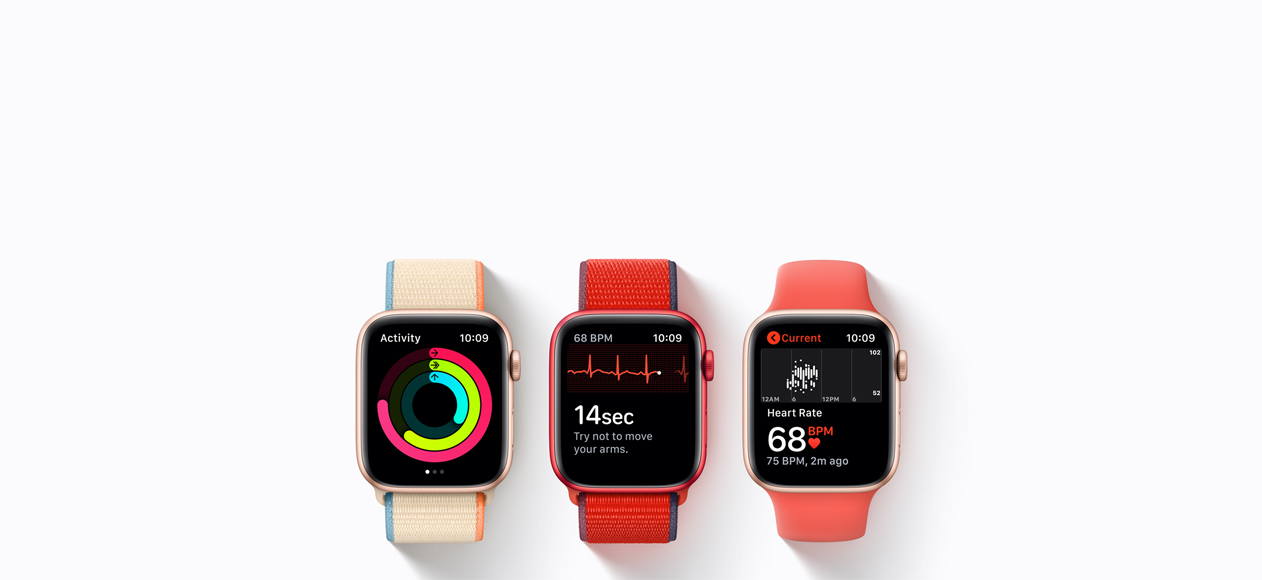 Activity 10:09
68 BPM 10:09
14sec
Try not to move
your arms.
Current 10:09
102
52
12AM 6 12PM 6
Heart Rate
68 BPM
75 BPM, 2m ago